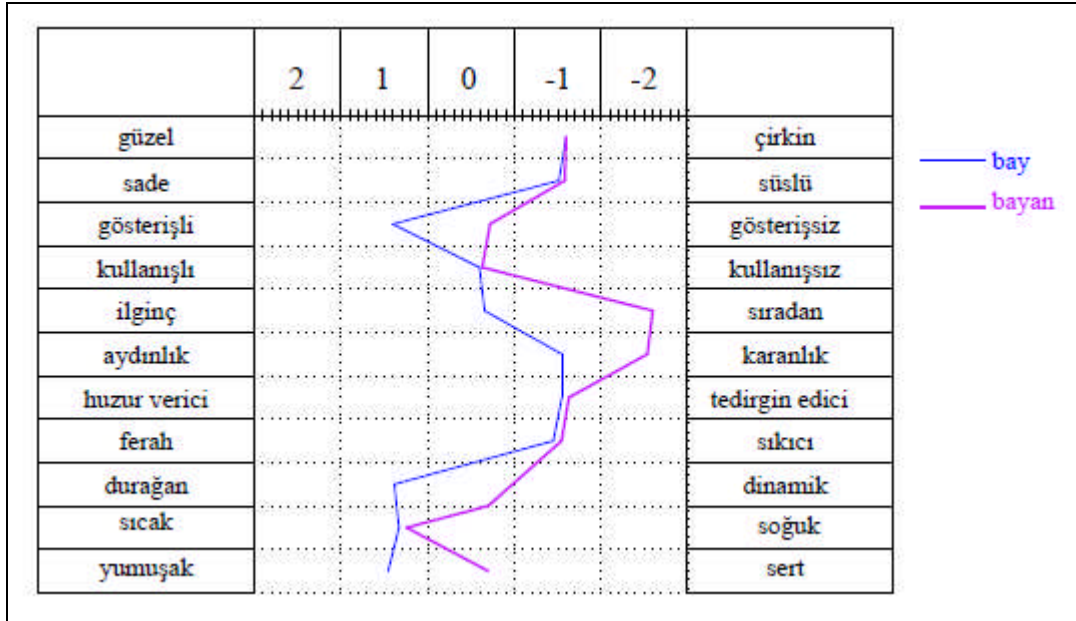 2 1 0 -1 -2
güzel çirkin
sade süslü
gösterişli gösterişsiz
kullanışlı kullanışsız
ilginç sıradan
aydınlık karanlık
huzur verici tedirgin edici
ferah sıkıcı
durağan dinamik
sıcak soğuk
yumuşak sert
bay
bayan